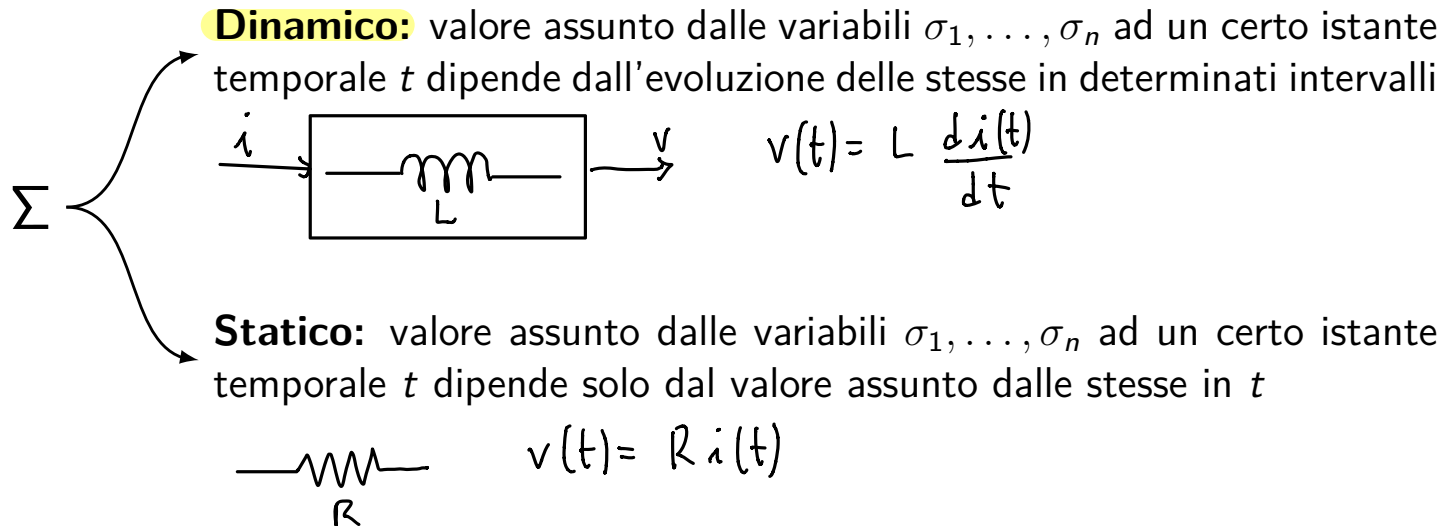 Dinamico: valore assunto dalle variabili σ₁, . . . , σₙ ad un certo istante
temporale t dipende dall'evoluzione delle stesse in determinati intervalli
i
L
v
v(t) = L di(t)/dt
Σ
Statico: valore assunto dalle variabili σ₁, . . . , σₙ ad un certo istante
temporale t dipende solo dal valore assunto dalle stesse in t
R
v(t) = R i(t)